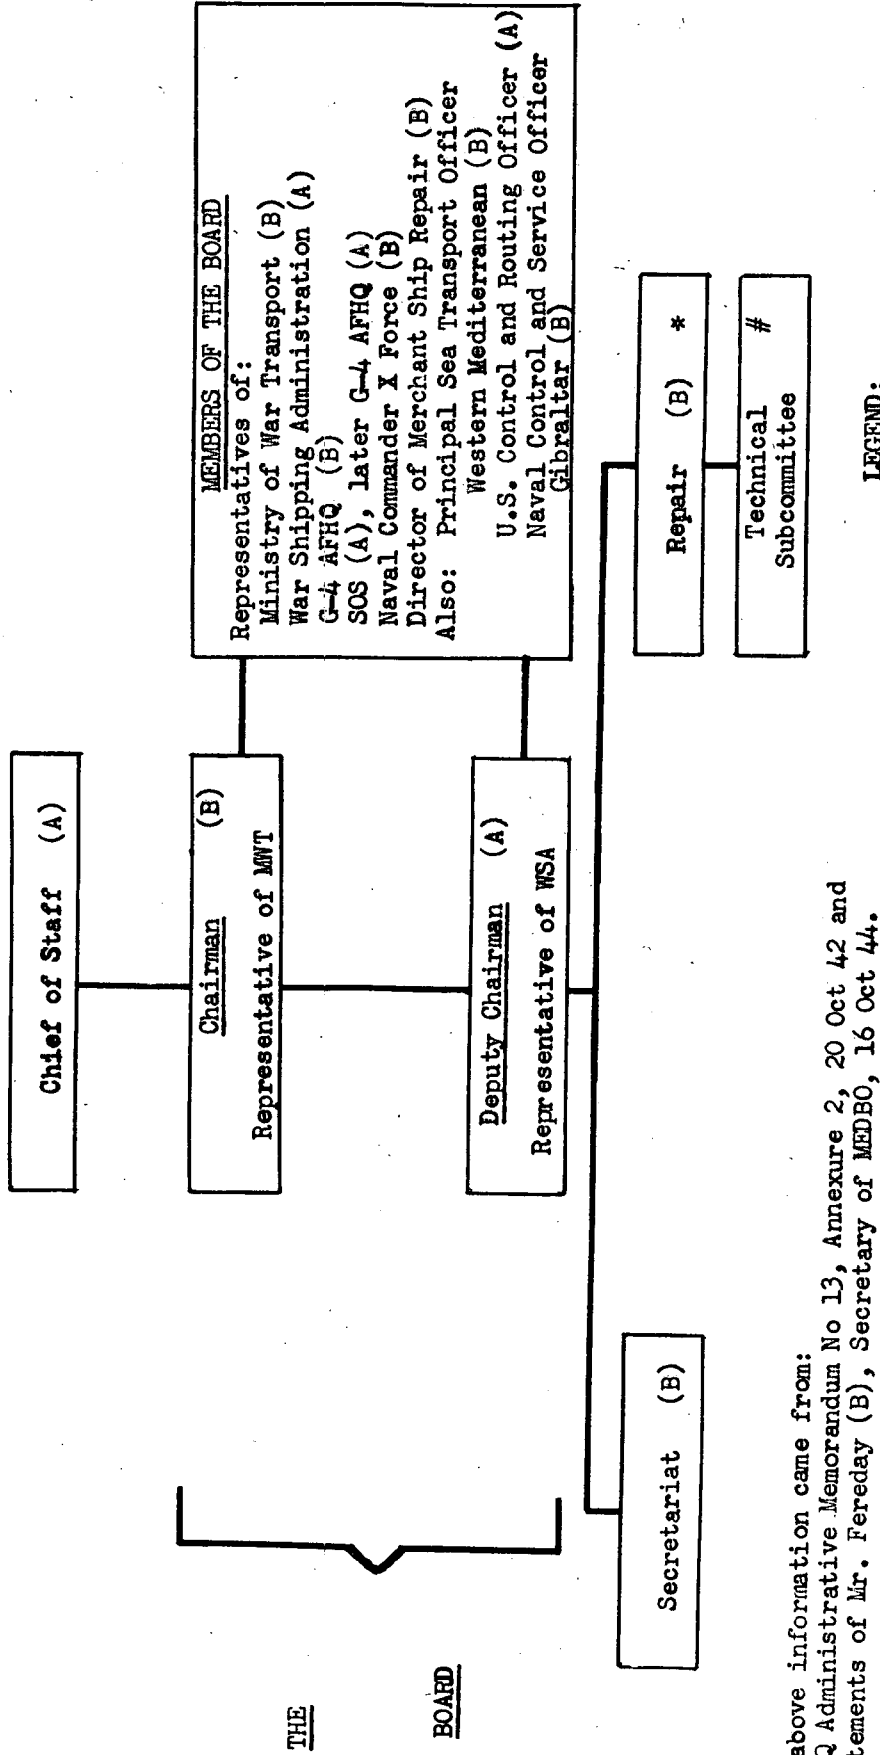 Chief of Staff (A)
THE
BOARD
Chairman (B)
Representative of MWT
Deputy Chairman (A)
Representative of WSA
MEMBERS OF THE BOARD
Representatives of:
Ministry of War Transport (B)
War Shipping Administration (A)
G-4 AFHQ (B)
SOS (A), later G-4 AFHQ (A)
Naval Commander X Force (B)
Director of Merchant Ship Repair (B)
Also: Principal Sea Transport Officer
Western Mediterranean (B)
U.S. Control and Routing Officer (A)
Naval Control and Service Officer
Gibraltar (B)
Secretariat (B)
Repair (B) *
Technical #
Subcommittee
above information came from:
Q Administrative Memorandum No 13, Annexure 2, 20 Oct 42 and
tements of Mr. Fereday (B), Secretary of MEDBO, 16 Oct 44.
LEGEND: